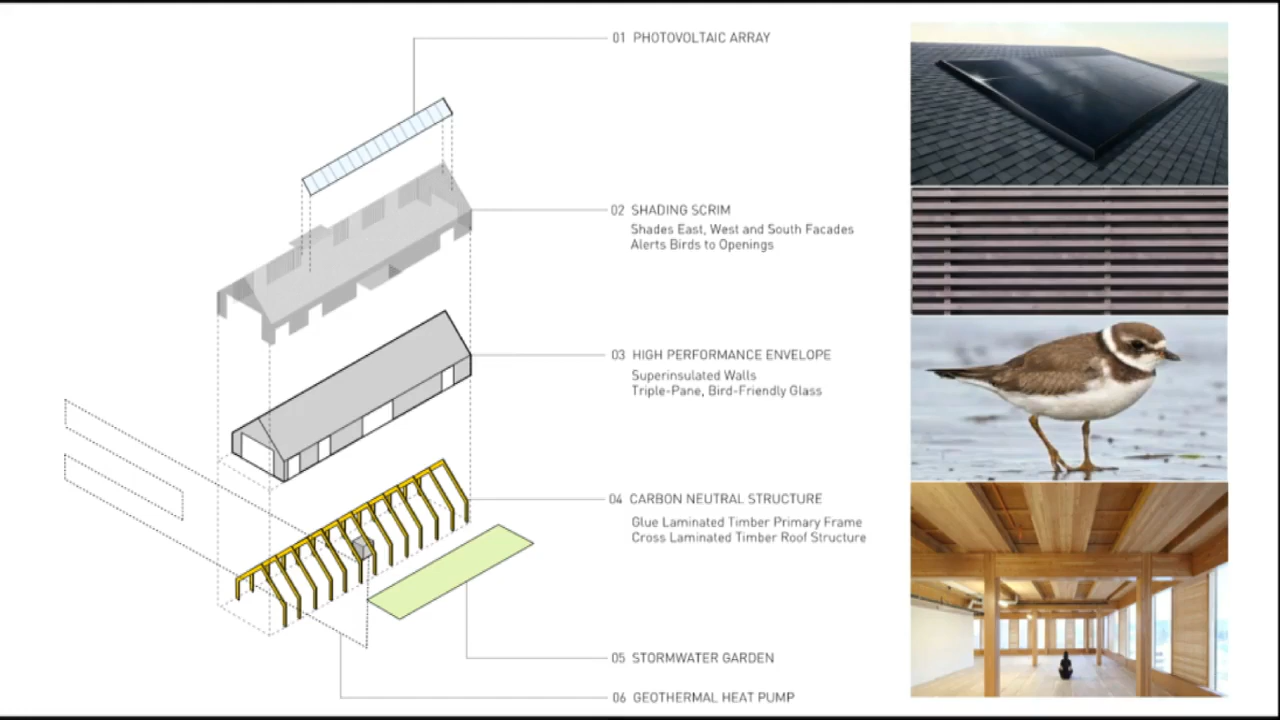 01 PHOTOVOLTAIC ARRAY
02 SHADING SCRIM
Shades East, West and South Facades
Alerts Birds to Openings
03 HIGH PERFORMANCE ENVELOPE
Superinsulated Walls
Triple-Pane, Bird-Friendly Glass
04 CARBON NEUTRAL STRUCTURE
Glue Laminated Timber Primary Frame
Cross Laminated Timber Roof Structure
05 STORMWATER GARDEN
06 GEOTHERMAL HEAT PUMP